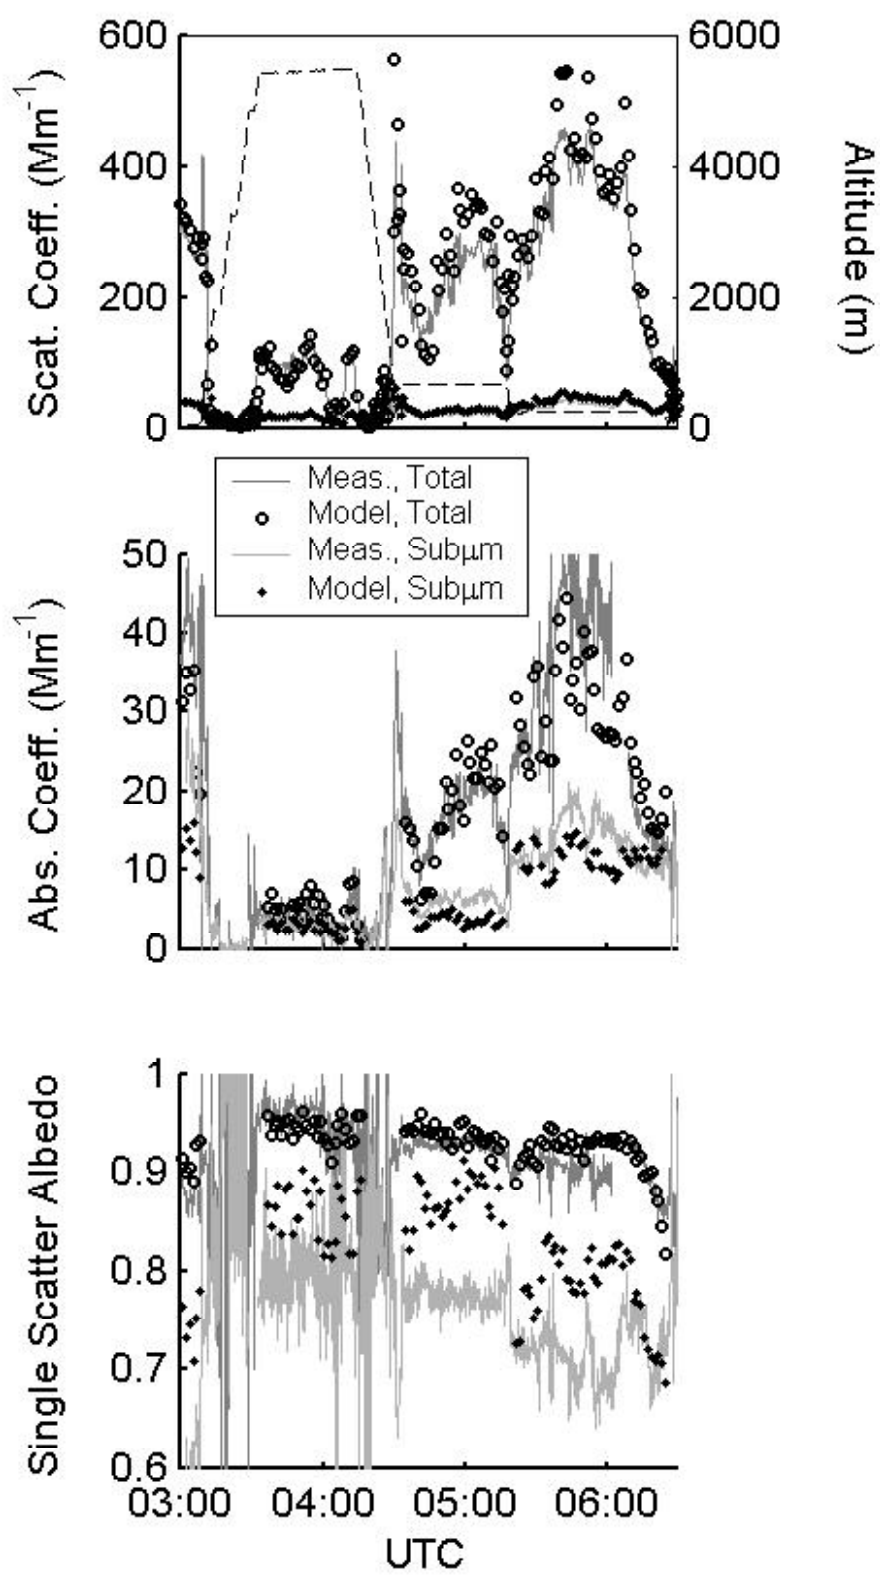 600
400
200
0
Scat. Coeff. (Mm⁻¹)
6000
4000
2000
0
Altitude (m)
Meas., Total
Model, Total
Meas., Subµm
Model, Subµm
50
40
30
20
10
0
Abs. Coeff. (Mm⁻¹)
1
0.9
0.8
0.7
0.6
Single Scatter Albedo
03:00 04:00 05:00 06:00
UTC